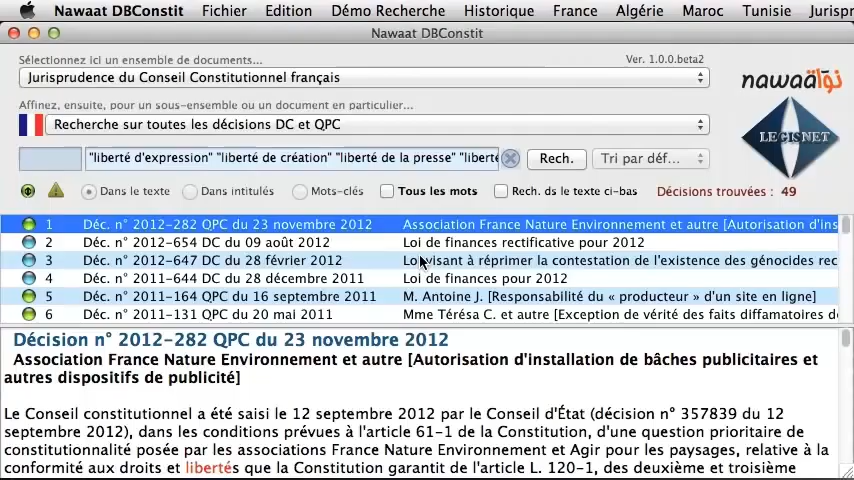 Nawaat DBConstit Fichier Edition Démo Recherche Historique France Algérie Maroc Tunisie Jurispr
Nawaat DBConstit
Sélectionnez ici un ensemble de documents... Ver. 1.0.0.beta2
Jurisprudence du Conseil Constitutionnel français
nawaat نواة
Affinez, ensuite, pour un sous-ensemble ou un document en particulier...
Recherche sur toutes les décisions DC et QPC
LEGISNET
"liberté d'expression" "liberté de création" "liberté de la presse" "liberté Rech. Tri par déf...
Dans le texte Dans intitulés Mots-clés Tous les mots Rech. ds le texte ci-bas Décisions trouvées : 49
1 Déc. n° 2012-282 QPC du 23 novembre 2012 Association France Nature Environnement et autre [Autorisation d'ins
2 Déc. n° 2012-654 DC du 09 août 2012 Loi de finances rectificative pour 2012
3 Déc. n° 2012-647 DC du 28 février 2012 Loi visant à réprimer la contestation de l'existence des génocides rec
4 Déc. n° 2011-644 DC du 28 décembre 2011 Loi de finances pour 2012
5 Déc. n° 2011-164 QPC du 16 septembre 2011 M. Antoine J. [Responsabilité du « producteur » d'un site en ligne]
6 Déc. n° 2011-131 QPC du 20 mai 2011 Mme Térésa C. et autre [Exception de vérité des faits diffamatoires de
Décision n° 2012-282 QPC du 23 novembre 2012
Association France Nature Environnement et autre [Autorisation d'installation de bâches publicitaires et
autres dispositifs de publicité]
Le Conseil constitutionnel a été saisi le 12 septembre 2012 par le Conseil d'État (décision n° 357839 du 12
septembre 2012), dans les conditions prévues à l'article 61-1 de la Constitution, d'une question prioritaire de
constitutionnalité posée par les associations France Nature Environnement et Agir pour les paysages, relative à la
conformité aux droits et libertés que la Constitution garantit de l'article L. 120-1, des deuxième et troisième